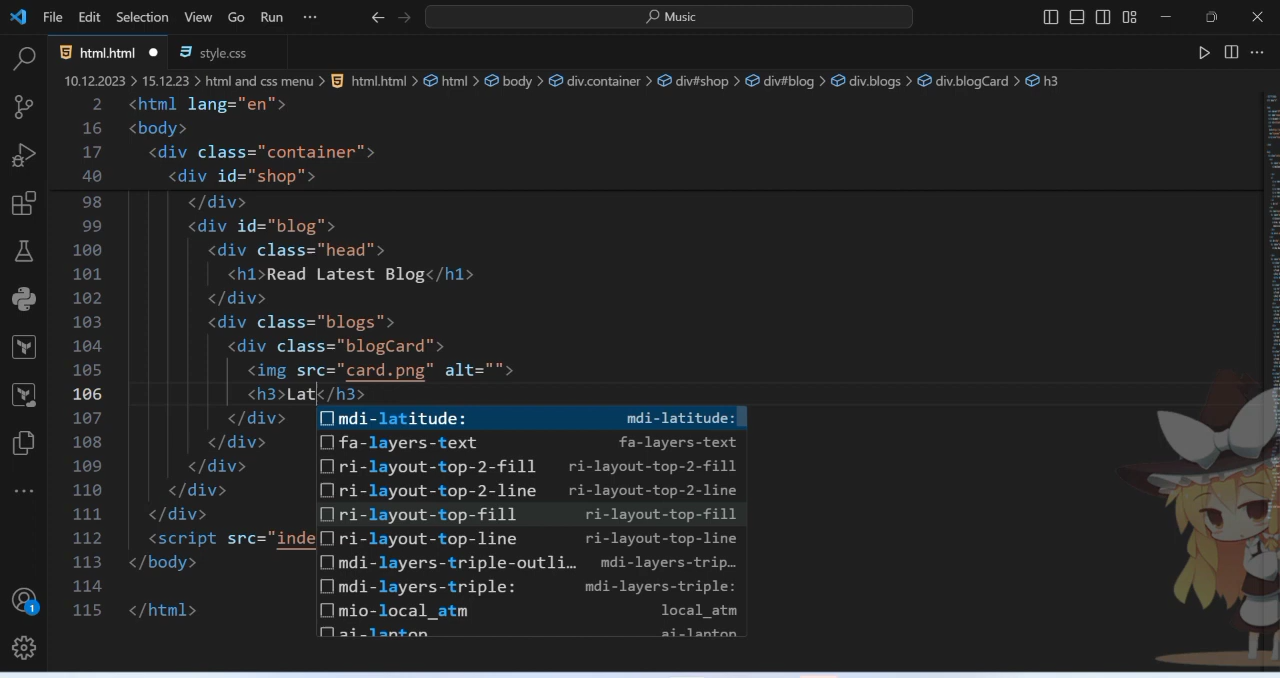 File Edit Selection View Go Run ··· Music
html.html style.css
10.12.2023 > 15.12.23 > html and css menu > html.html > html > body > div.container > div#shop > div#blog > div.blogs > div.blogCard > h3
2 <html lang="en">
16 <body>
17 <div class="container">
40 <div id="shop">
98 </div>
99 <div id="blog">
100 <div class="head">
101 <h1>Read Latest Blog</h1>
102 </div>
103 <div class="blogs">
104 <div class="blogCard">
105 <img src="card.png" alt="">
106 <h3>Lat</h3>
107 </div>
mdi-latitude: mdi-latitude:
108 </div>
fa-layers-text fa-layers-text
109 </div>
ri-layout-top-2-fill ri-layout-top-2-fill
110 </div>
ri-layout-top-2-line ri-layout-top-2-line
111 </div>
ri-layout-top-fill ri-layout-top-fill
112 <script src="inde
ri-layout-top-line ri-layout-top-line
113 </body>
mdi-layers-triple-outli… mdi-layers-trip…
114
mdi-layers-triple: mdi-layers-triple:
115 </html>
mio-local_atm local_atm
ai-lanton ai-lanton
1